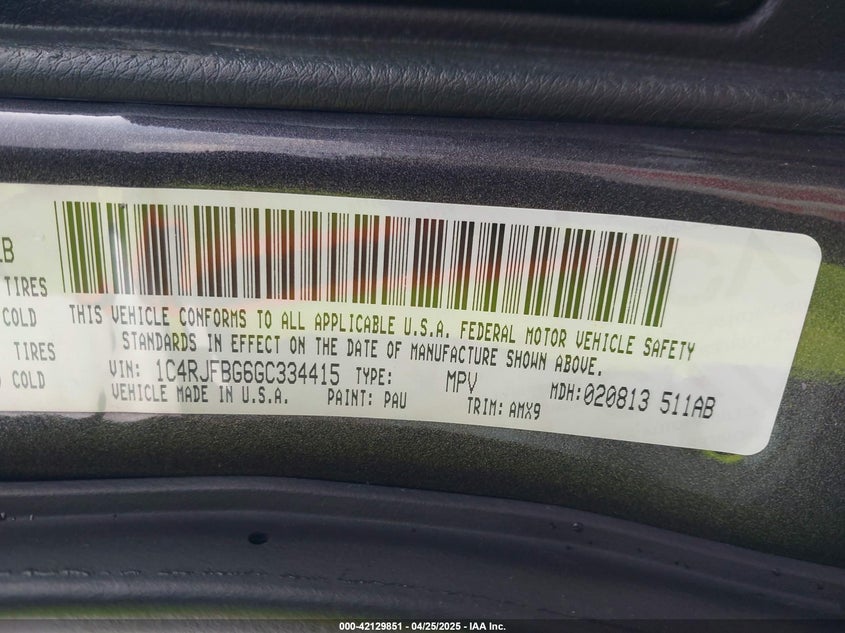 LB
TIRES
COLD
TIRES
COLD
THIS VEHICLE CONFORMS TO ALL APPLICABLE U.S.A. FEDERAL MOTOR VEHICLE SAFETY
STANDARDS IN EFFECT ON THE DATE OF MANUFACTURE SHOWN ABOVE.
VIN: 1C4RJFBG6GC334415 TYPE: MPV MDH:020813 511AB
VEHICLE MADE IN U.S.A. PAINT: PAU TRIM: AMX9
000-42129851 / 04/25/2025 - IAA Inc.